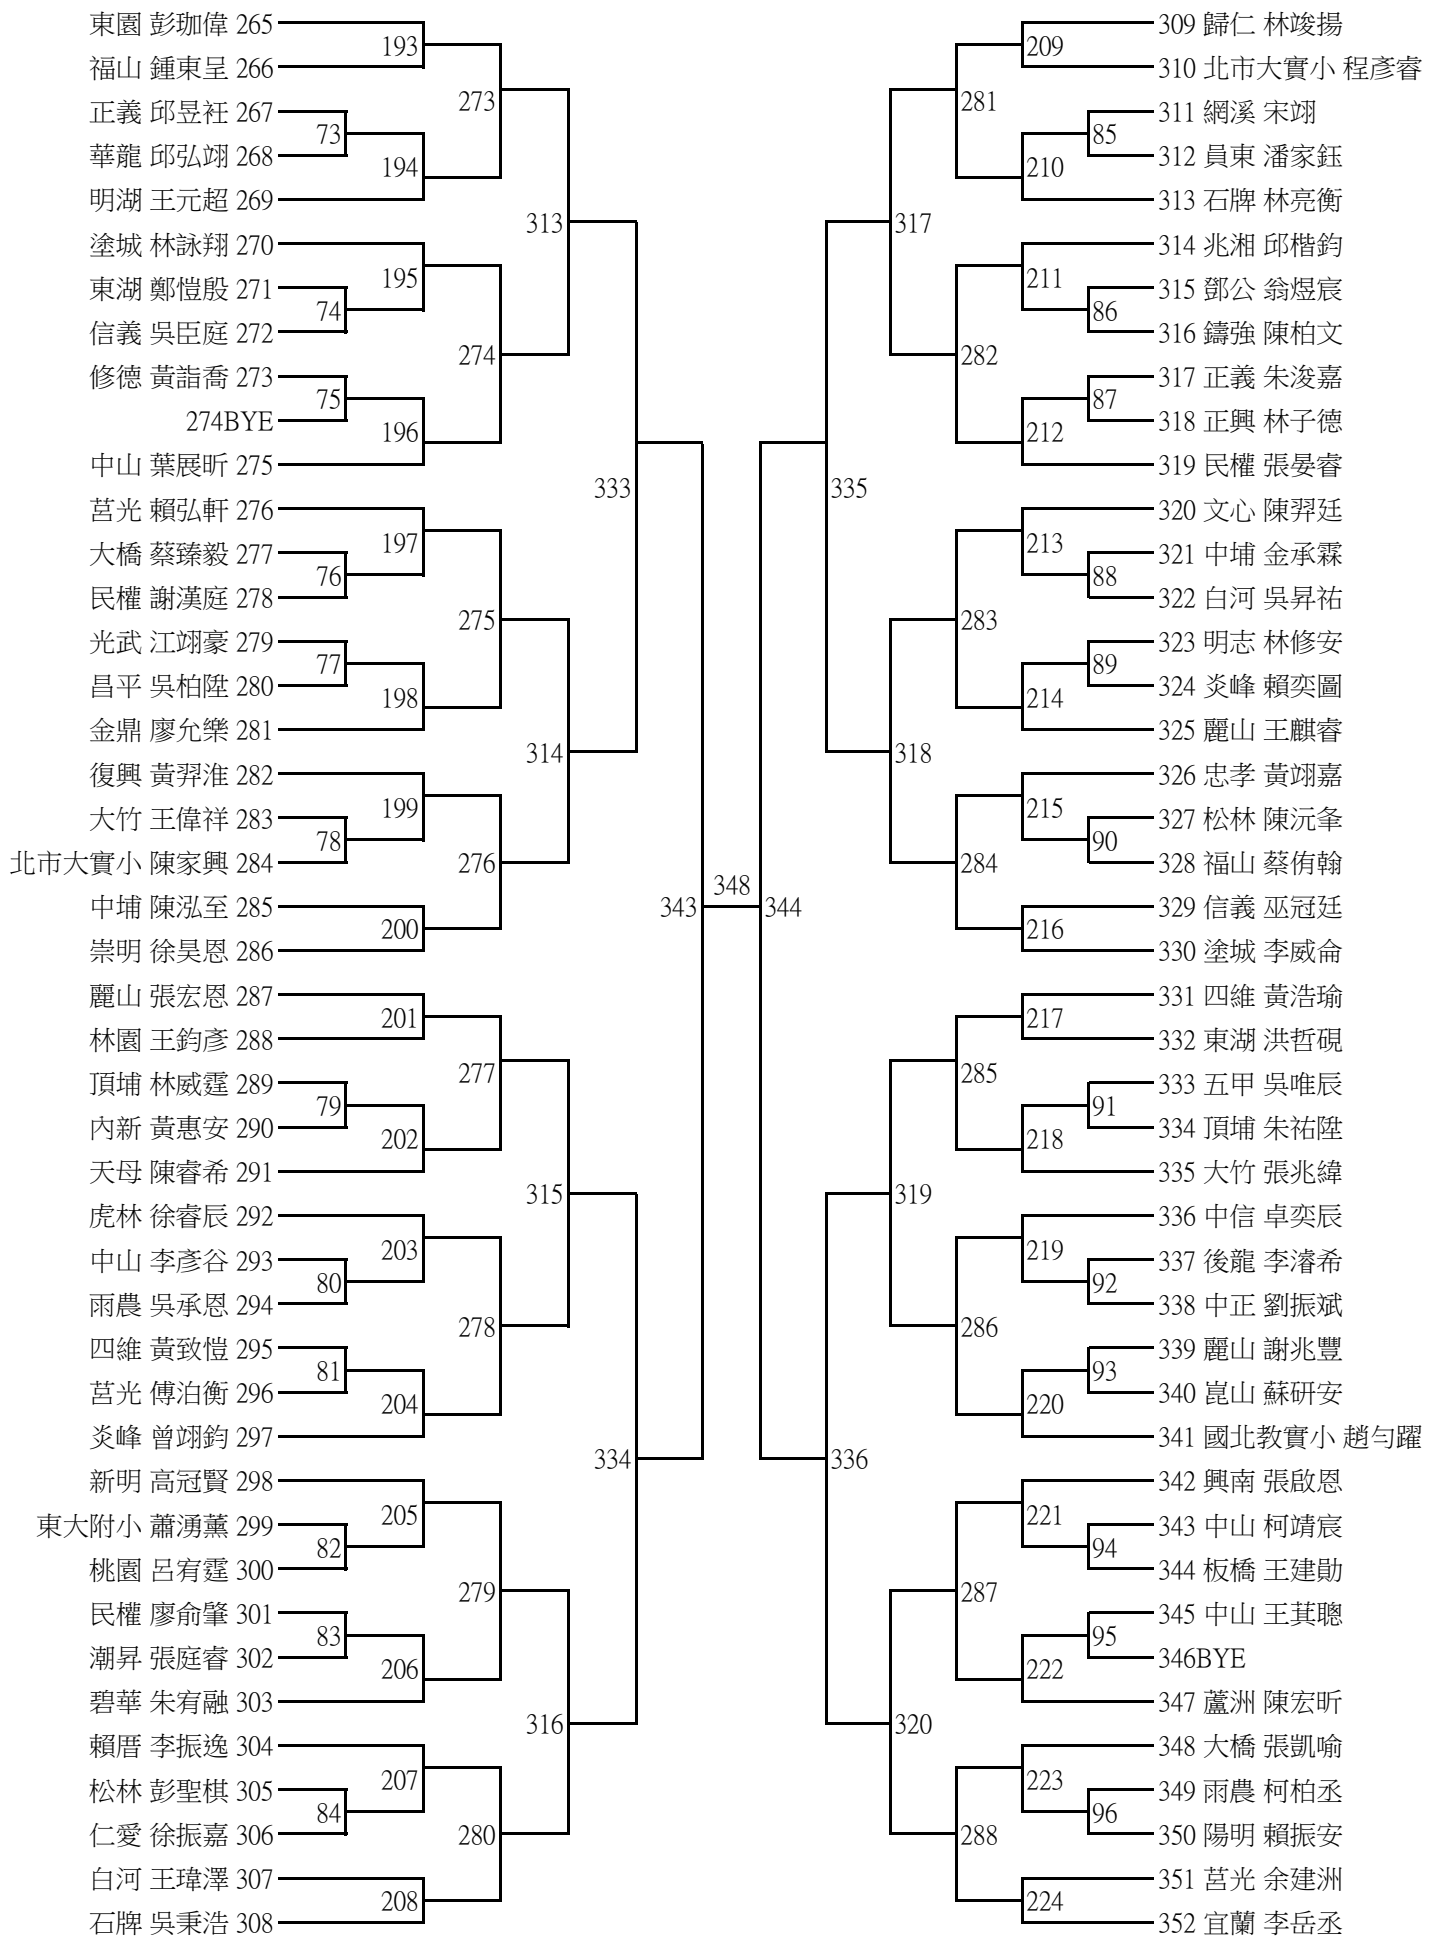 東園 彭珈偉 265
193
福山 鍾東呈 266
273
正義 邱昱衽 267
73
華龍 邱弘翊 268
194
明湖 王元超 269
313
塗城 林詠翔 270
195
東湖 鄭愷殷 271
74
信義 吳臣庭 272
274
修德 黃詣喬 273
75
274BYE
196
中山 葉展昕 275
333
莒光 賴弘軒 276
197
大橋 蔡臻毅 277
76
民權 謝漢庭 278
275
光武 江翊豪 279
77
昌平 吳柏陞 280
198
金鼎 廖允樂 281
314
復興 黃羿淮 282
199
大竹 王偉祥 283
78
北市大實小 陳家興 284
276
中埔 陳泓至 285
200
崇明 徐昊恩 286
343
348
344
麗山 張宏恩 287
201
林園 王鈞彥 288
277
頂埔 林威霆 289
79
內新 黃惠安 290
202
天母 陳睿希 291
315
虎林 徐睿辰 292
203
中山 李彥谷 293
80
雨農 吳承恩 294
278
四維 黃致愷 295
81
莒光 傅泊衡 296
204
炎峰 曾翊鈞 297
334
新明 高冠賢 298
205
東大附小 蕭湧薰 299
82
桃園 呂宥霆 300
279
民權 廖俞肇 301
83
潮昇 張庭睿 302
206
碧華 朱宥融 303
316
賴厝 李振逸 304
207
松林 彭聖棋 305
84
仁愛 徐振嘉 306
280
白河 王瑋澤 307
208
石牌 吳秉浩 308
309 歸仁 林竣揚
209
310 北市大實小 程彥睿
281
311 網溪 宋翊
85
312 員東 潘家鈺
210
313 石牌 林亮衡
317
314 兆湘 邱楷鈞
211
315 鄧公 翁煜宸
86
316 鑄強 陳柏文
282
317 正義 朱浚嘉
87
318 正興 林子德
212
319 民權 張晏睿
335
320 文心 陳羿廷
213
321 中埔 金承霖
88
322 白河 吳昇祐
283
323 明志 林修安
89
324 炎峰 賴奕圖
214
325 麗山 王麒睿
318
326 忠孝 黃翊嘉
215
327 松林 陳沅夆
90
328 福山 蔡侑翰
284
329 信義 巫冠廷
216
330 塗城 李威侖
331 四維 黃浩瑜
217
332 東湖 洪哲硯
285
333 五甲 吳唯辰
91
334 頂埔 朱祐陞
218
335 大竹 張兆緯
319
336 中信 卓奕辰
219
337 後龍 李濬希
92
338 中正 劉振斌
286
339 麗山 謝兆豐
93
340 崑山 蘇研安
220
341 國北教實小 趙勻躍
336
342 興南 張啟恩
221
343 中山 柯靖宸
94
344 板橋 王建勛
287
345 中山 王萁聰
95
346BYE
222
347 蘆洲 陳宏昕
320
348 大橋 張凱喻
223
349 雨農 柯柏丞
96
350 陽明 賴振安
288
351 莒光 余建洲
224
352 宜蘭 李岳丞